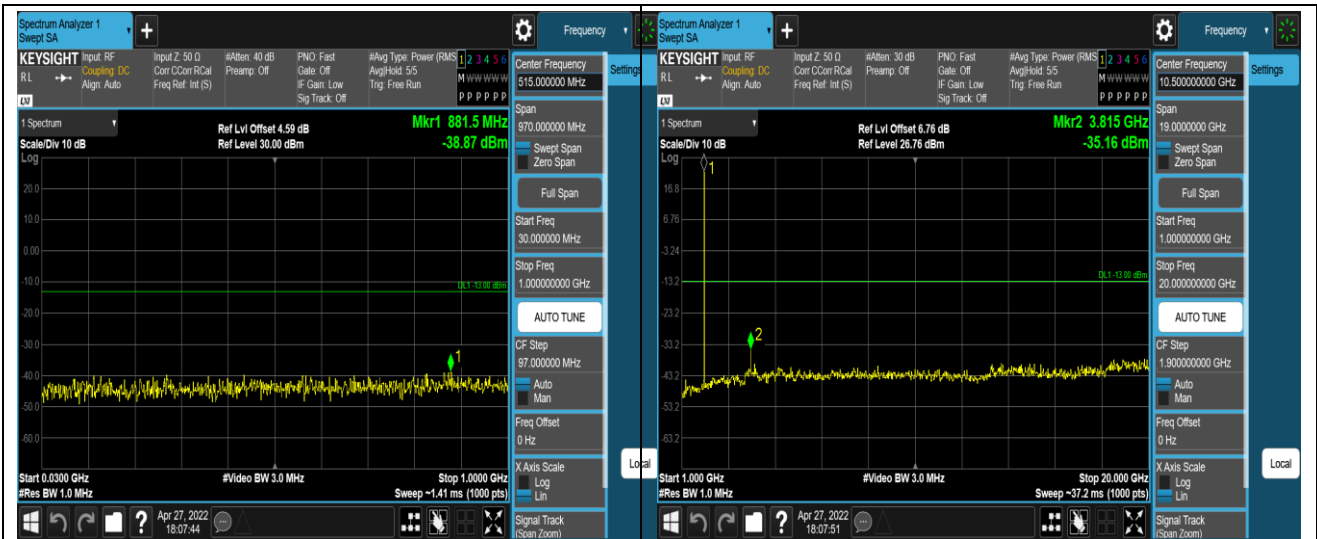 Spectrum Analyzer 1
Swept SA
+
Frequency
KEYSIGHT
Input: RF
Coupling: DC
Align: Auto
Input Z: 50 Ω
Corr CCorr RCal
Freq Ref: Int (S)
#Atten: 40 dB
Preamp: Off
PNO: Fast
Gate: Off
IF Gain: Low
Sig Track: Off
#Avg Type: Power (RMS
Avg|Hold: 5/5
Trig: Free Run
1 2 3 4 5 6
M W W W W W
P P P P P P
R L
LXI
Center Frequency
515.000000 MHz
Settings
1 Spectrum
Scale/Div 10 dB
Log
Ref Lvl Offset 4.59 dB
Ref Level 30.00 dBm
Mkr1 881.5 MHz
-38.87 dBm
Span
970.000000 MHz
Swept Span
Zero Span
Full Span
Start Freq
30.000000 MHz
Stop Freq
1.000000000 GHz
AUTO TUNE
CF Step
97.000000 MHz
Auto
Man
Freq Offset
0 Hz
X Axis Scale
Log
Lin
Signal Track
(Span Zoom)
Local
20.0
10.0
0.00
-10.0
-20.0
-30.0
-40.0
-50.0
-60.0
DL1 -13.00 dBm
1
Start 0.0300 GHz
#Res BW 1.0 MHz
#Video BW 3.0 MHz
Stop 1.0000 GHz
Sweep ~1.41 ms (1000 pts)
?
Apr 27, 2022
18:07:44
Spectrum Analyzer 1
Swept SA
+
Frequency
KEYSIGHT
Input: RF
Coupling: DC
Align: Auto
Input Z: 50 Ω
Corr CCorr RCal
Freq Ref: Int (S)
#Atten: 30 dB
Preamp: Off
PNO: Fast
Gate: Off
IF Gain: Low
Sig Track: Off
#Avg Type: Power (RMS
Avg|Hold: 5/5
Trig: Free Run
1 2 3 4 5 6
M W W W W W
P P P P P P
R L
LXI
Center Frequency
10.500000000 GHz
Settings
1 Spectrum
Scale/Div 10 dB
Log
Ref Lvl Offset 6.76 dB
Ref Level 26.76 dBm
Mkr2 3.815 GHz
-35.16 dBm
Span
19.0000000 GHz
Swept Span
Zero Span
Full Span
Start Freq
1.000000000 GHz
Stop Freq
20.000000000 GHz
AUTO TUNE
CF Step
1.900000000 GHz
Auto
Man
Freq Offset
0 Hz
X Axis Scale
Log
Lin
Signal Track
(Span Zoom)
Local
16.8
6.76
-3.24
-13.2
-23.2
-33.2
-43.2
-53.2
-63.2
DL1 -13.00 dBm
1
2
Start 1.000 GHz
#Res BW 1.0 MHz
#Video BW 3.0 MHz
Stop 20.000 GHz
Sweep ~37.2 ms (1000 pts)
?
Apr 27, 2022
18:07:51